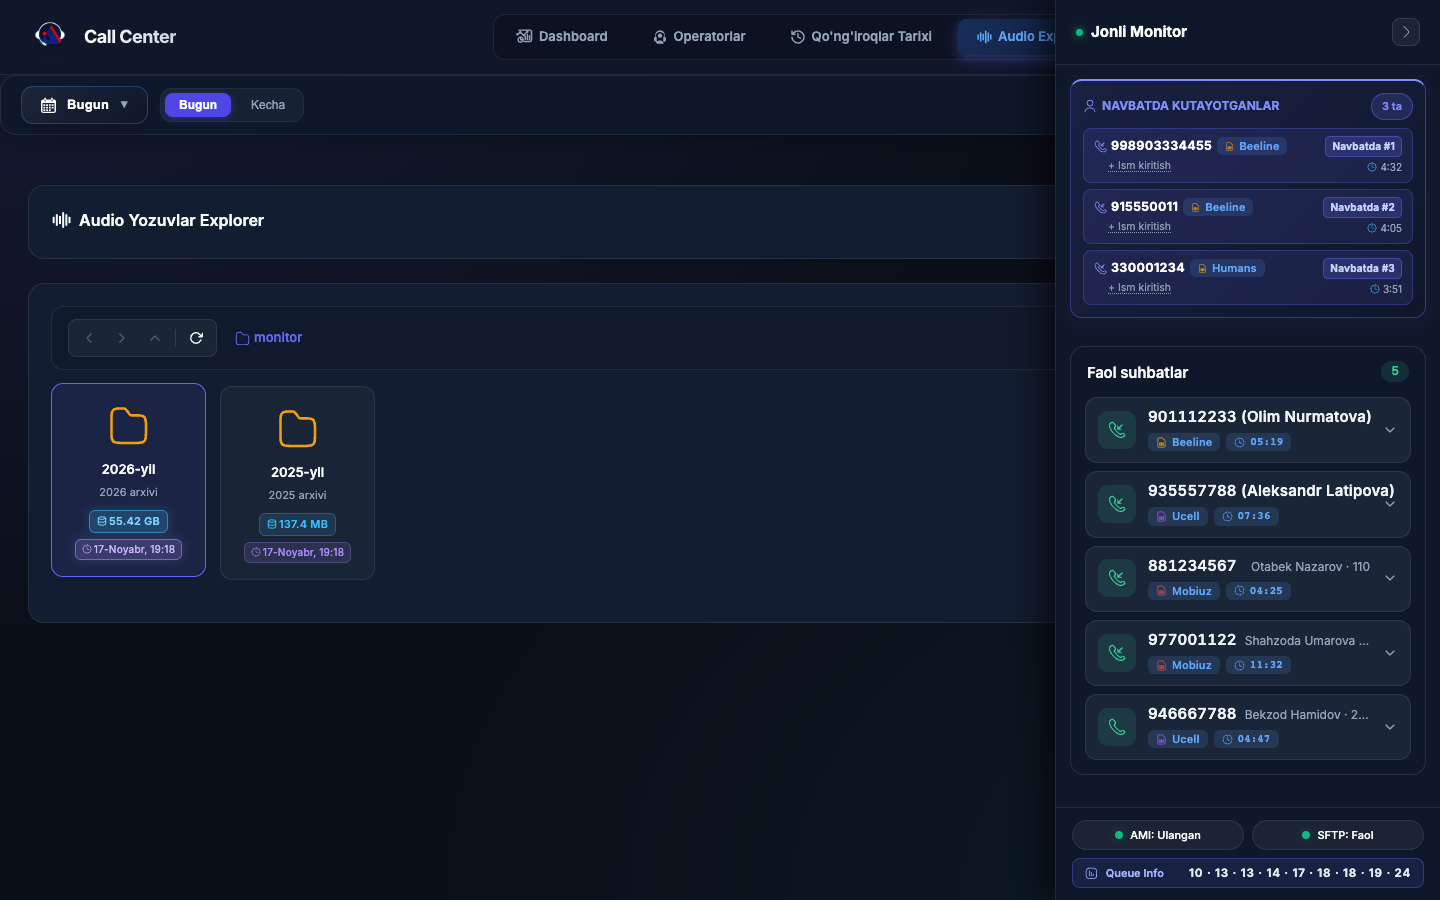 Call Center
Dashboard
Operatorlar
Qo'ng'iroqlar Tarixi
Audio Exp
Bugun ▼
Bugun
Kecha
Audio Yozuvlar Explorer
monitor
2026-yil
2026 arxivi
55.42 GB
17-Noyabr, 19:18
2025-yil
2025 arxivi
137.4 MB
17-Noyabr, 19:18
Jonli Monitor
NAVBATDA KUTAYOTGANLAR
3 ta
998903334455 Beeline Navbatda #1
+ Ism kiritish 4:32
915550011 Beeline Navbatda #2
+ Ism kiritish 4:05
330001234 Humans Navbatda #3
+ Ism kiritish 3:51
Faol suhbatlar 5
901112233 (Olim Nurmatova)
Beeline 05:19
935557788 (Aleksandr Latipova)
Ucell 07:36
881234567 Otabek Nazarov · 110
Mobiuz 04:25
977001122 Shahzoda Umarova ...
Mobiuz 11:32
946667788 Bekzod Hamidov · 2...
Ucell 04:47
AMI: Ulangan
SFTP: Faol
Queue Info 10 · 13 · 13 · 14 · 17 · 18 · 18 · 19 · 24